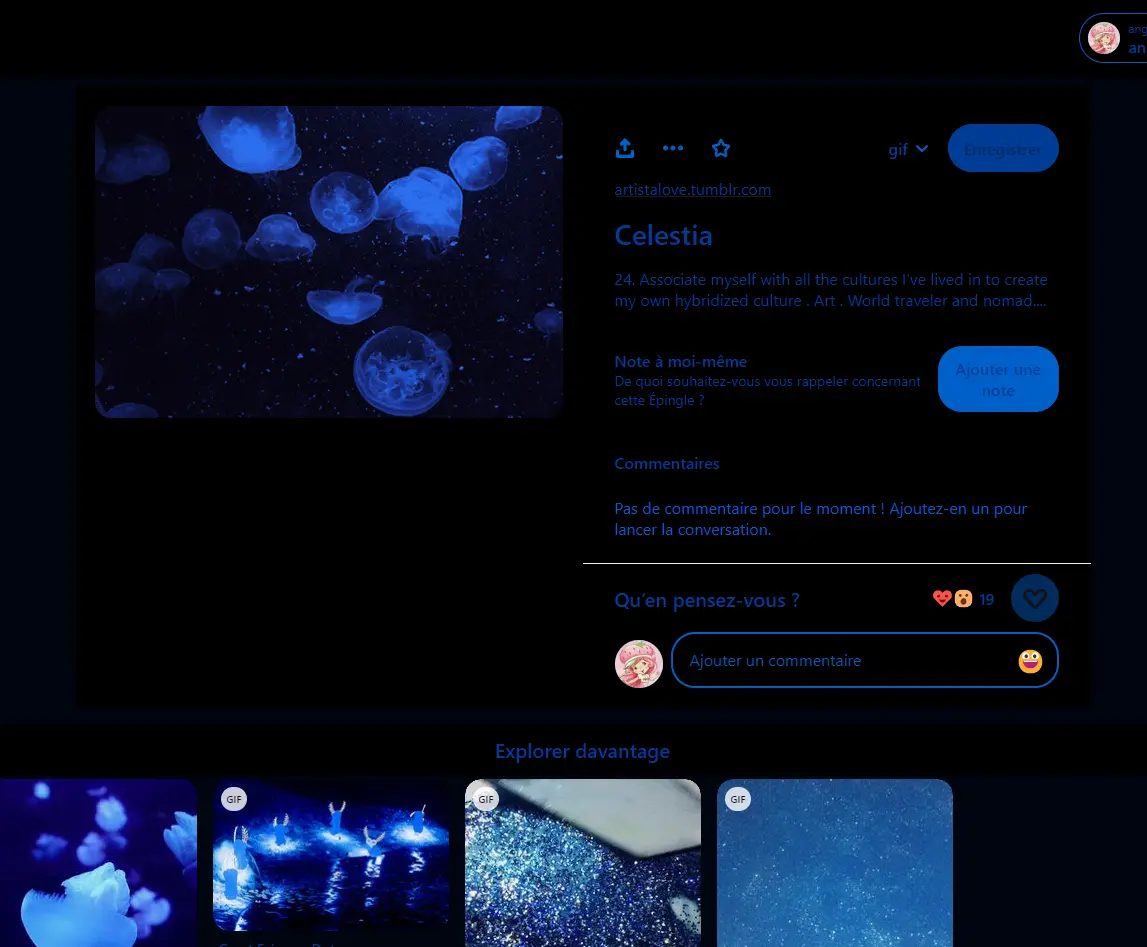 ang
an
gif
Enregistrer
artistalove.tumblr.com
Celestia
24. Associate myself with all the cultures I've lived in to create
my own hybridized culture . Art . World traveler and nomad....
Note à moi-même
De quoi souhaitez-vous vous rappeler concernant
cette Épingle ?
Ajouter une
note
Commentaires
Pas de commentaire pour le moment ! Ajoutez-en un pour
lancer la conversation.
Qu'en pensez-vous ?
19
Ajouter un commentaire
Explorer davantage
GIF
GIF
GIF